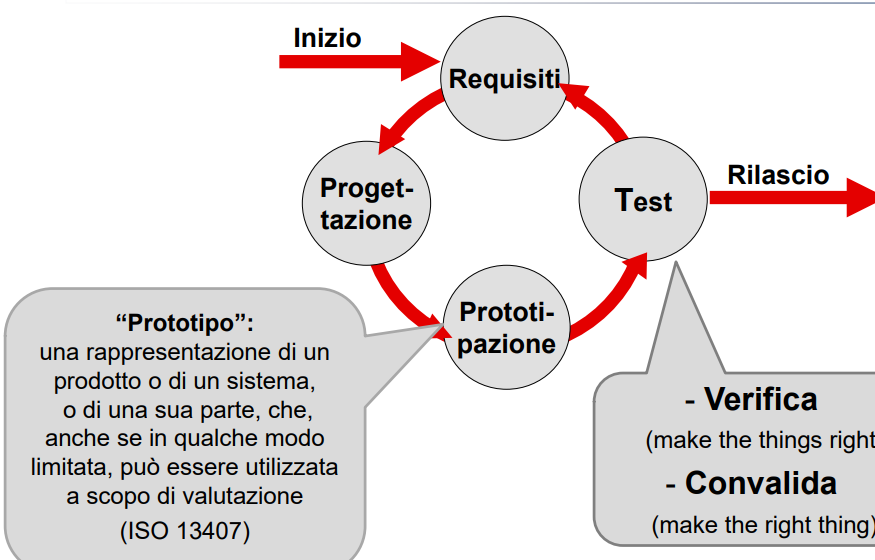 Inizio
Requisiti
Proget-
tazione
Test
Rilascio
Prototi-
pazione
“Prototipo”:
una rappresentazione di un
prodotto o di un sistema,
o di una sua parte, che,
anche se in qualche modo
limitata, può essere utilizzata
a scopo di valutazione
(ISO 13407)
- Verifica
(make the things right
- Convalida
(make the right thing)